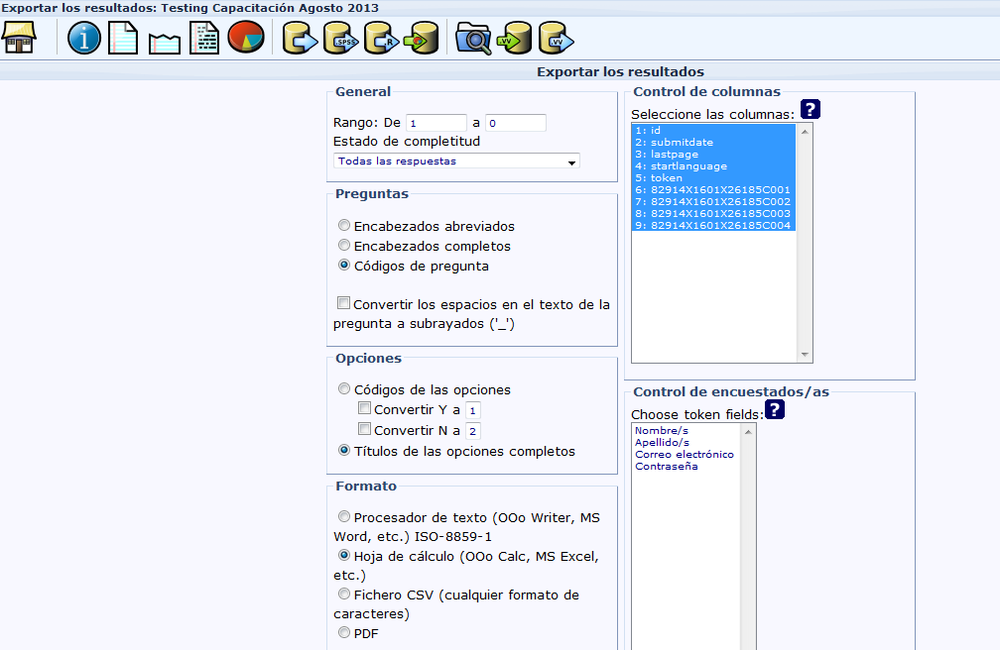 Exportar los resultados: Testing Capacitación Agosto 2013
i
SPSS
R
VV
VV
Exportar los resultados
General
Rango: De 1 a 0
Estado de completitud
Todas las respuestas
Preguntas
Encabezados abreviados
Encabezados completos
Códigos de pregunta
Convertir los espacios en el texto de la
pregunta a subrayados ('_')
Opciones
Códigos de las opciones
Convertir Y a 1
Convertir N a 2
Títulos de las opciones completos
Formato
Procesador de texto (OOo Writer, MS
Word, etc.) ISO-8859-1
Hoja de cálculo (OOo Calc, MS Excel,
etc.)
Fichero CSV (cualquier formato de
caracteres)
PDF
Control de columnas
Seleccione las columnas: ?
1: id
2: submitdate
3: lastpage
4: startlanguage
5: token
6: 82914X1601X26185C001
7: 82914X1601X26185C002
8: 82914X1601X26185C003
9: 82914X1601X26185C004
Control de encuestados/as
Choose token fields: ?
Nombre/s
Apellido/s
Correo electrónico
Contraseña